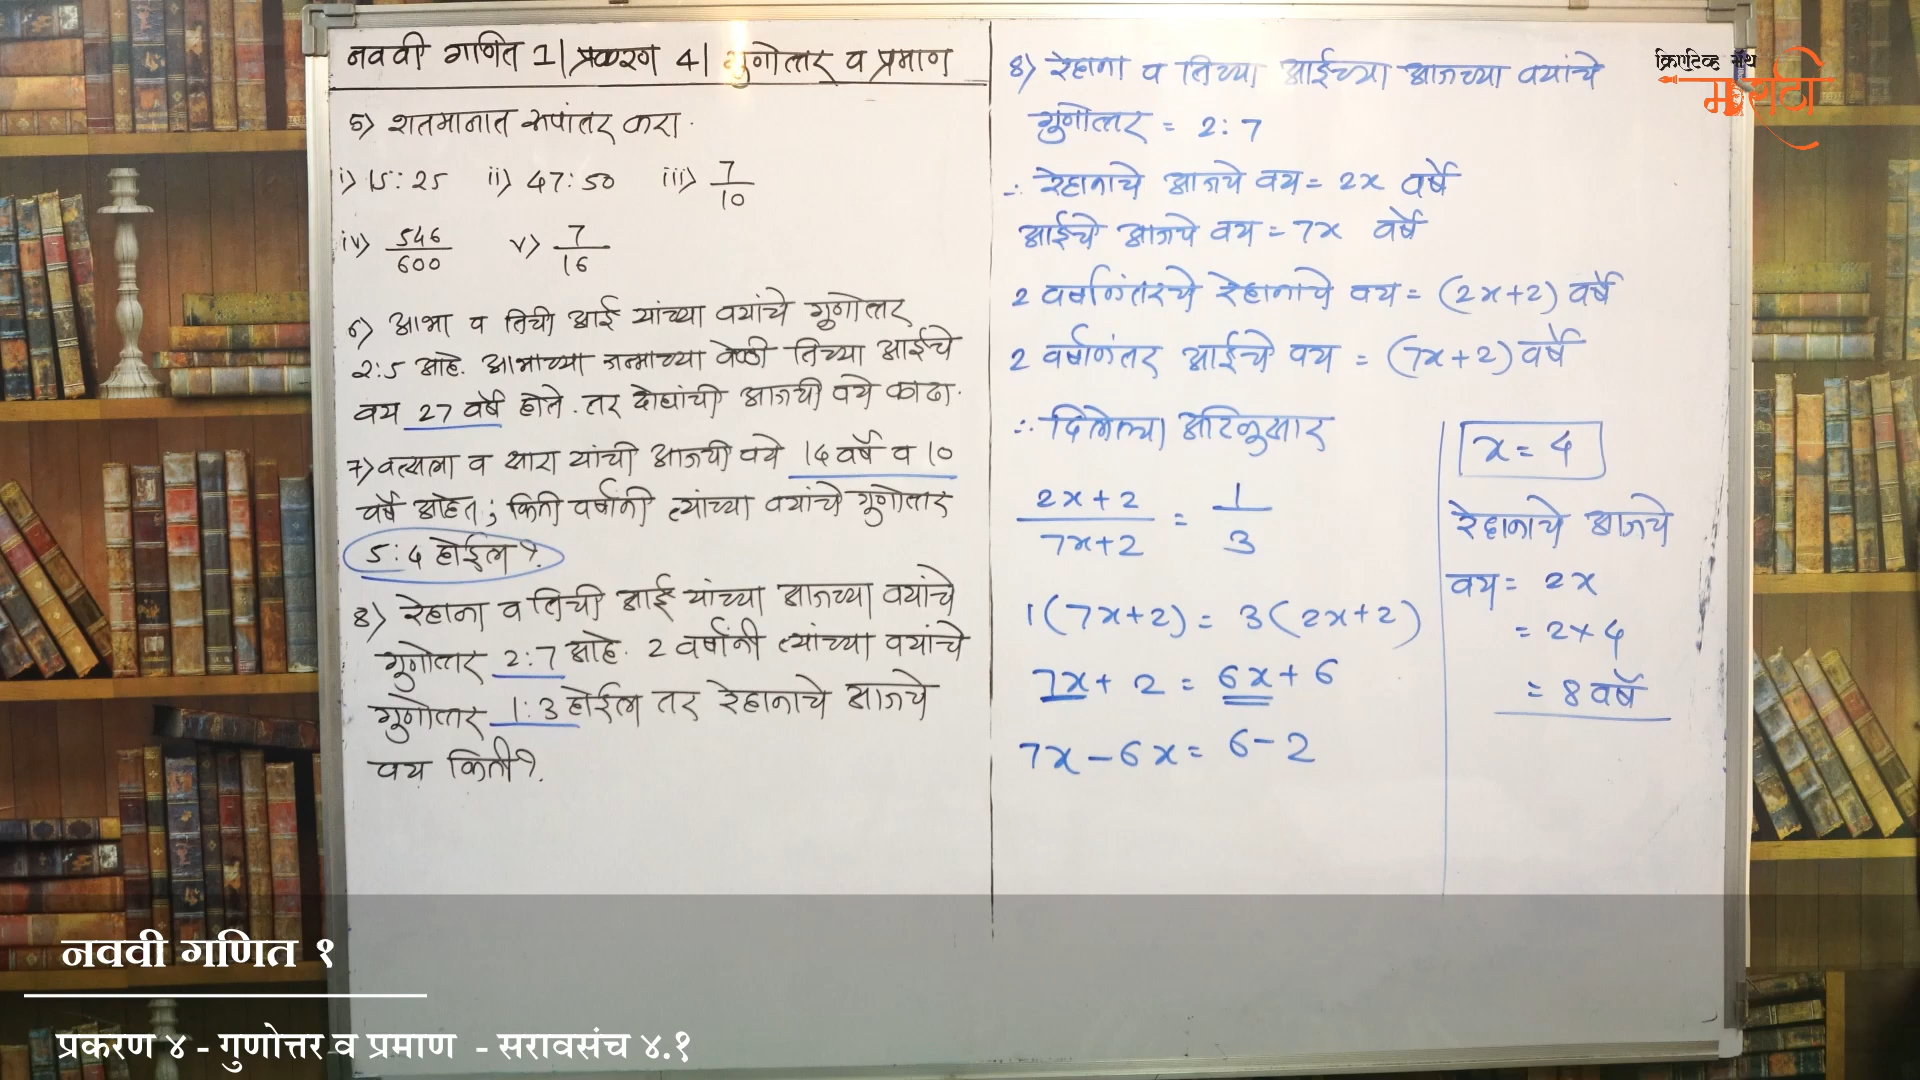 नववी गणित 1 | प्रकरण 4 | गुणोत्तर व प्रमाण
5) शतमानात रूपांतर करा.
i) 15:25 ii) 47:50 iii) 7/10
iv) 546/600 v) 7/16
6) आभा व तिची आई यांच्या वयांचे गुणोत्तर
2:5 आहे. आभाच्या जन्माच्या वेळी तिच्या आईचे
वय 27 वर्षे होते. तर दोघांची आजची वये काढा.
7) वत्सला व सारा यांची आजची वये 14 वर्षे व 10
वर्षे आहेत; किती वर्षांनी त्यांच्या वयांचे गुणोत्तर
5:4 होईल?.
8) रेहाना व तिची आई यांच्या आजच्या वयांचे
गुणोत्तर 2:7 आहे. 2 वर्षांनी त्यांच्या वयांचे
गुणोत्तर 1:3 होईल तर रेहानाचे आजचे
वय किती?.
8) रेहाना व तिच्या आईच्या आजच्या वयांचे
गुणोत्तर = 2:7
∴ रेहानाचे आजचे वय = 2x वर्षे
आईचे आजचे वय = 7x वर्षे
2 वर्षानंतरचे रेहानाचे वय = (2x+2) वर्षे
2 वर्षानंतर आईचे वय = (7x+2) वर्षे
∴ दिलेल्या अटिनुसार
2x+2/7x+2 = 1/3
1(7x+2) = 3(2x+2)
7x+2 = 6x+6
7x-6x = 6-2
x = 4
रेहानाचे आजचे
वय = 2x
= 2×4
= 8 वर्षे
क्रिएटिव्ह मॅथ
मराठी
नववी गणित १
प्रकरण ४ - गुणोत्तर व प्रमाण - सरावसंच ४.१